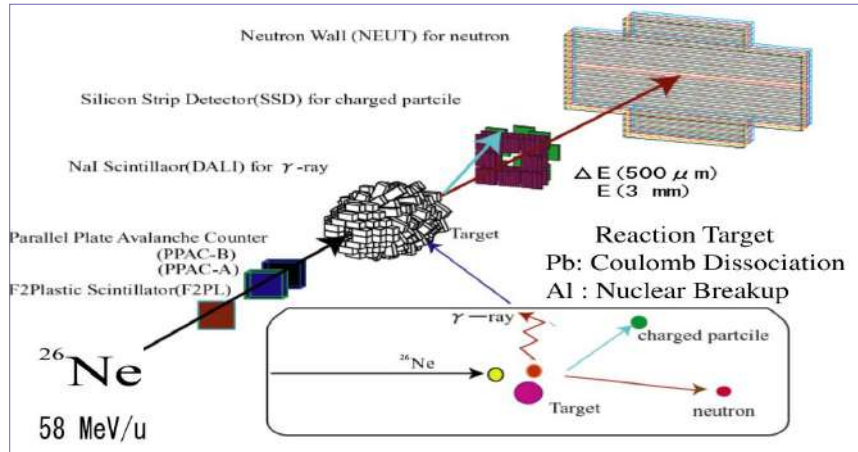 Neutron Wall (NEUT) for neutron
Silicon Strip Detector(SSD) for charged partcile
NaI Scintillaor(DALI) for γ-ray
Δ E (500 μm)
E (3 mm)
Parallel Plate Avalanche Counter
(PPAC-B)
(PPAC-A)
F2Plastic Scintillator(F2PL)
Target
Reaction Target
Pb: Coulomb Dissociation
Al : Nuclear Breakup
26Ne
58 MeV/u
γ—ray
charged partcile
26Ne
Target
neutron